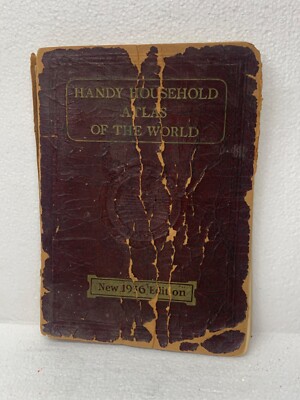 HANDY HOUSEHOLD
ATLAS
OF THE WORLD
New 1936 Edition